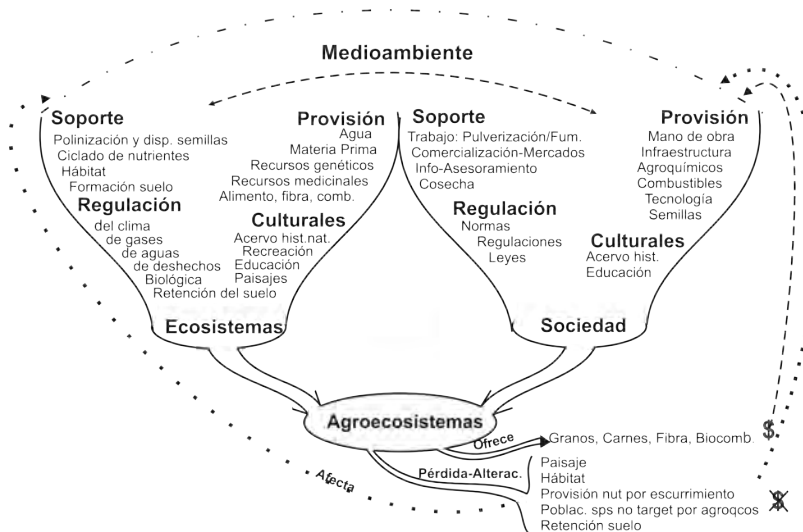 Medioambiente
Soporte
Polinización y disp. semillas
Ciclado de nutrientes
Hábitat
Formación suelo
Regulación
del clima
de gases
de aguas
de deshechos
Biológica
Retención del suelo
Provisión
Agua
Materia Prima
Recursos genéticos
Recursos medicinales
Alimento, fibra, comb.
Culturales
Acervo hist.nat.
Recreación
Educación
Paisajes
Ecosistemas
Soporte
Trabajo: Pulverización/Fum.
Comercialización-Mercados
Info-Asesoramiento
Cosecha
Regulación
Normas
Regulaciones
Leyes
Provisión
Mano de obra
Infraestructura
Agroquímicos
Combustibles
Tecnología
Semillas
Culturales
Acervo hist.
Educación
Sociedad
Agroecosistemas
Ofrece
Granos, Carnes, Fibra, Biocomb. $
Afecta
Pérdida-Alterac.
Paisaje
Hábitat
Provisión nut por escurrimiento
Poblac. sps no target por agroqcos $
Retención suelo